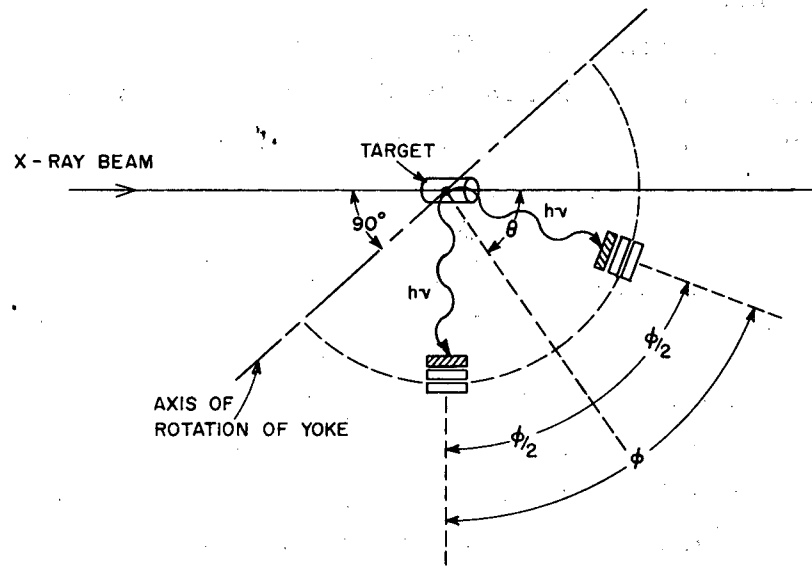 X-RAY BEAM
TARGET
90°
θ
hν
hν
ϕ/2
ϕ/2
ϕ
AXIS OF
ROTATION OF YOKE